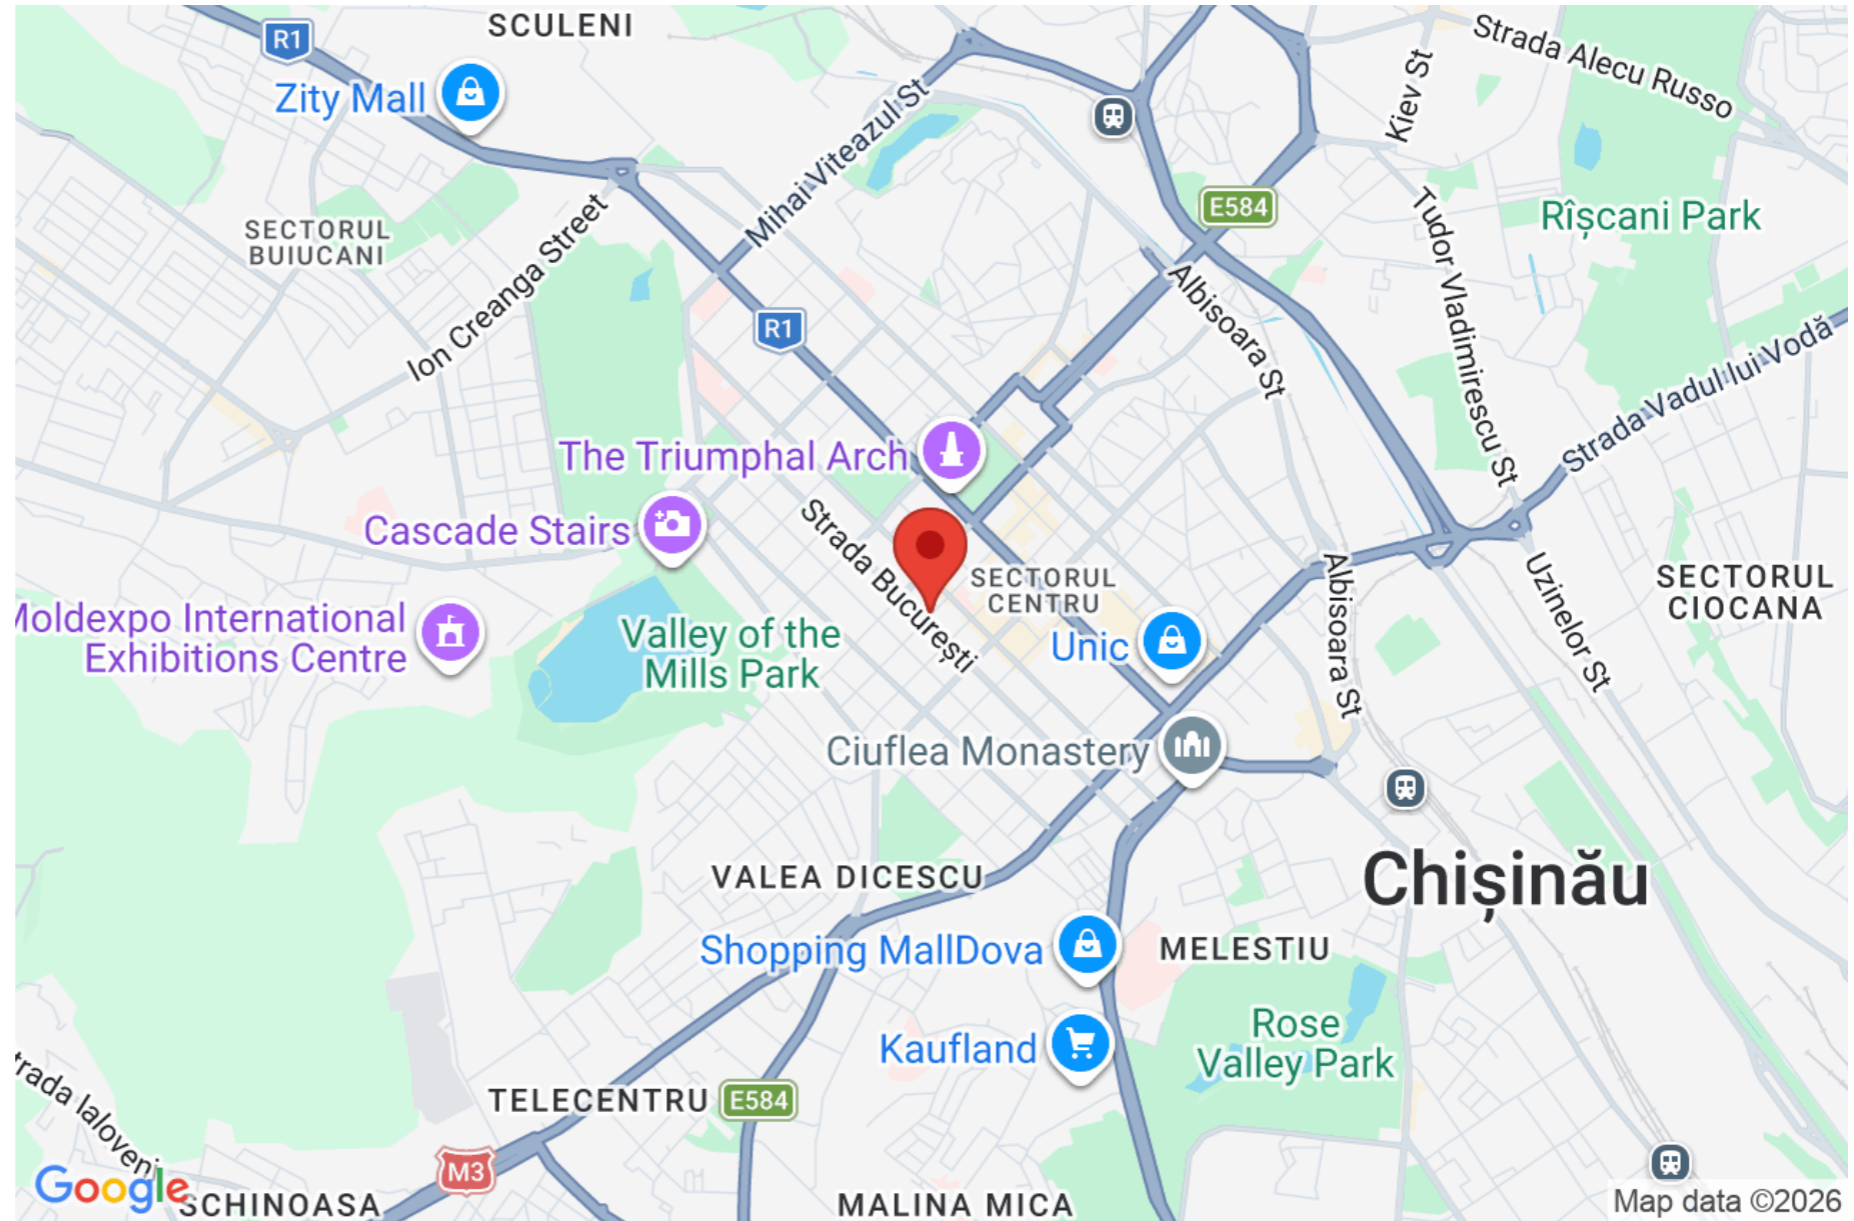 SCULENI
R1
Zity Mall
Strada Alecu Russo
Kiev St
Mihai Viteazul St
SECTORUL
BUIUCANI
E584
Rîșcani Park
Ion Creanga Street
Tudor Vladimirescu St
Albisoara St
R1
Strada Vadul lui Vodă
The Triumphal Arch
Cascade Stairs
Strada București
SECTORUL
CENTRU
Albisoara St
Uzinelor St
SECTORUL
CIOCANA
Moldexpo International
Exhibitions Centre
Valley of the
Mills Park
Unic
Ciuflea Monastery
VALEA DICESCU
Chișinău
Shopping MallDova
MELESTIU
Kaufland
Rose
Valley Park
TELECENTRU
E584
trada Ialoveni
M3
Google
SCHINOASA
MALINA MICA
Map data ©2026